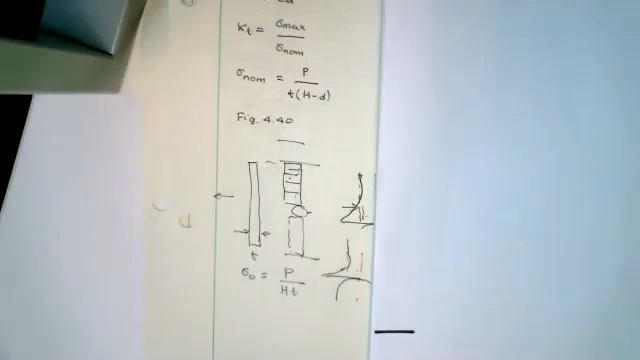 Kt = σmax / σnom
σnom = P / t(H-d)
Fig. 4.40
t
σo = P / Ht